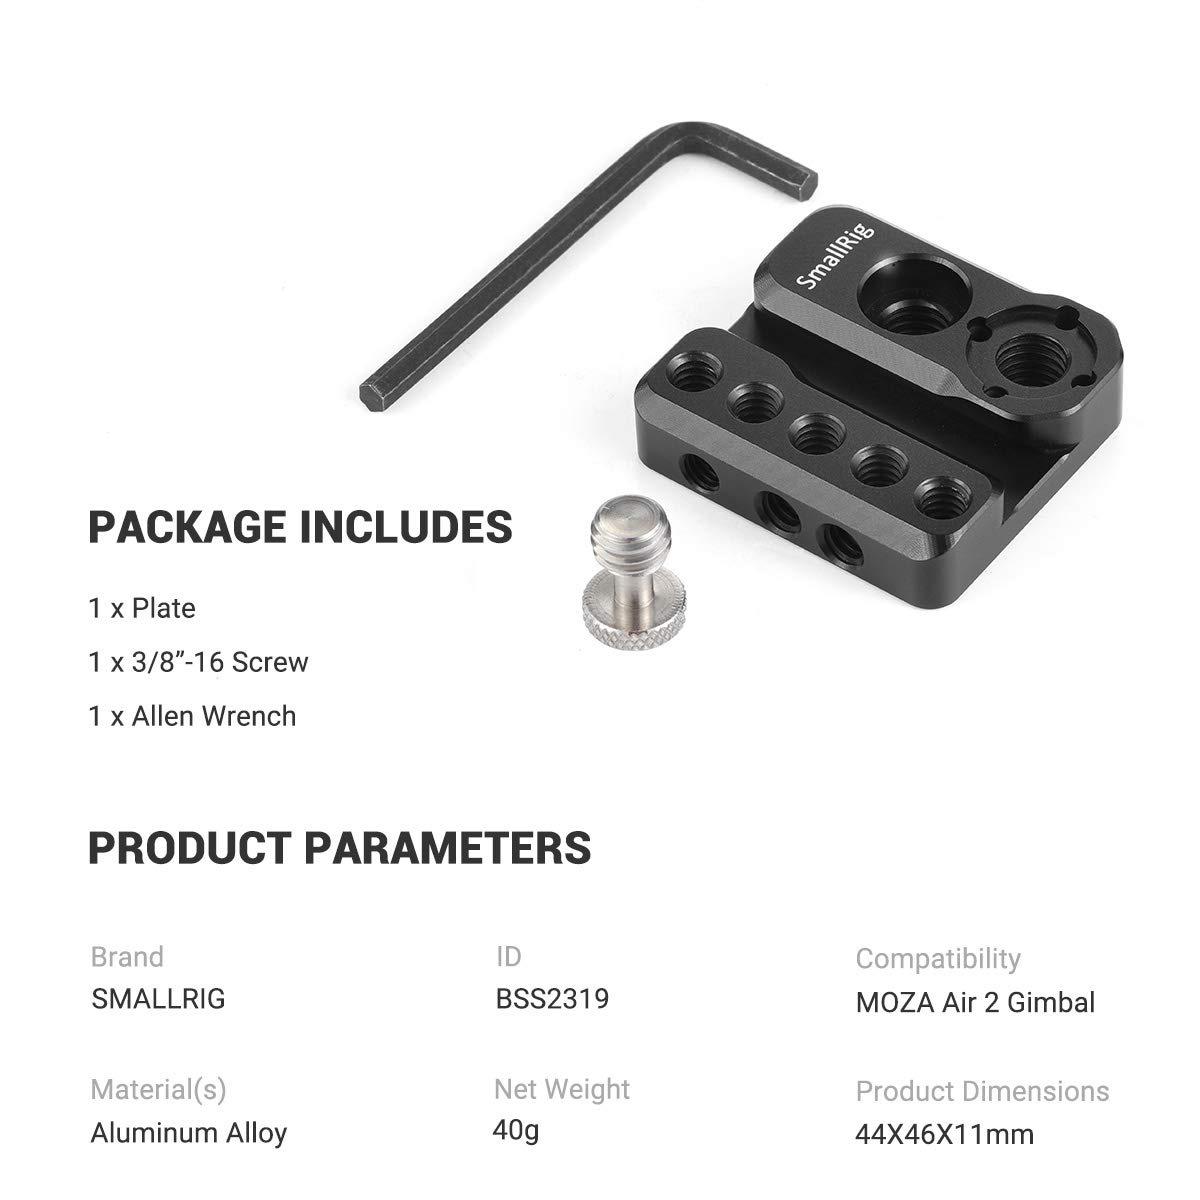 SmallRig
PACKAGE INCLUDES
1 x Plate
1 x 3/8”-16 Screw
1 x Allen Wrench
PRODUCT PARAMETERS
Brand
SMALLRIG
ID
BSS2319
Compatibility
MOZA Air 2 Gimbal
Material(s)
Aluminum Alloy
Net Weight
40g
Product Dimensions
44X46X11mm